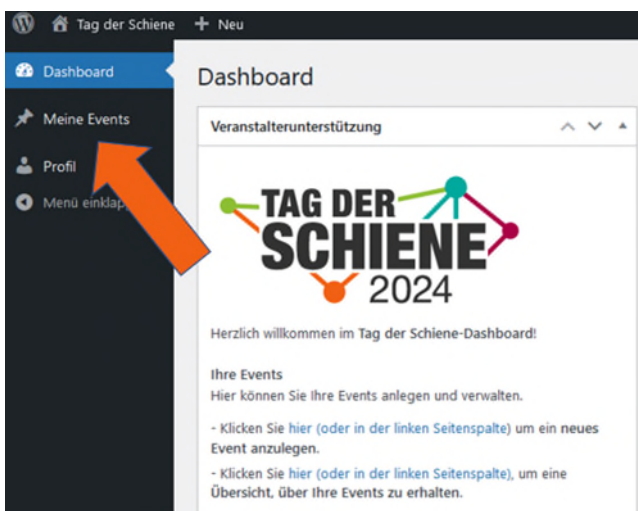 Tag der Schiene + Neu
Dashboard
Meine Events
Profil
Menü einklap
Dashboard
Veranstalterunterstützung
TAG DER
SCHIENE
2024
Herzlich willkommen im Tag der Schiene-Dashboard!
Ihre Events
Hier können Sie Ihre Events anlegen und verwalten.
- Klicken Sie hier (oder in der linken Seitenspalte) um ein neues
Event anzulegen.
- Klicken Sie hier (oder in der linken Seitenspalte), um eine
Übersicht, über Ihre Events zu erhalten.